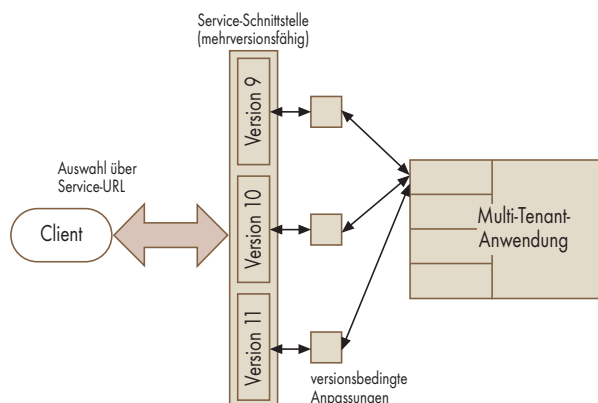 Service-Schnittstelle
(mehrversionsfähig)
Version 9
Auswahl über
Service-URL
Client
Version 10
Multi-Tenant-
Anwendung
Version 11
versionsbedingte
Anpassungen